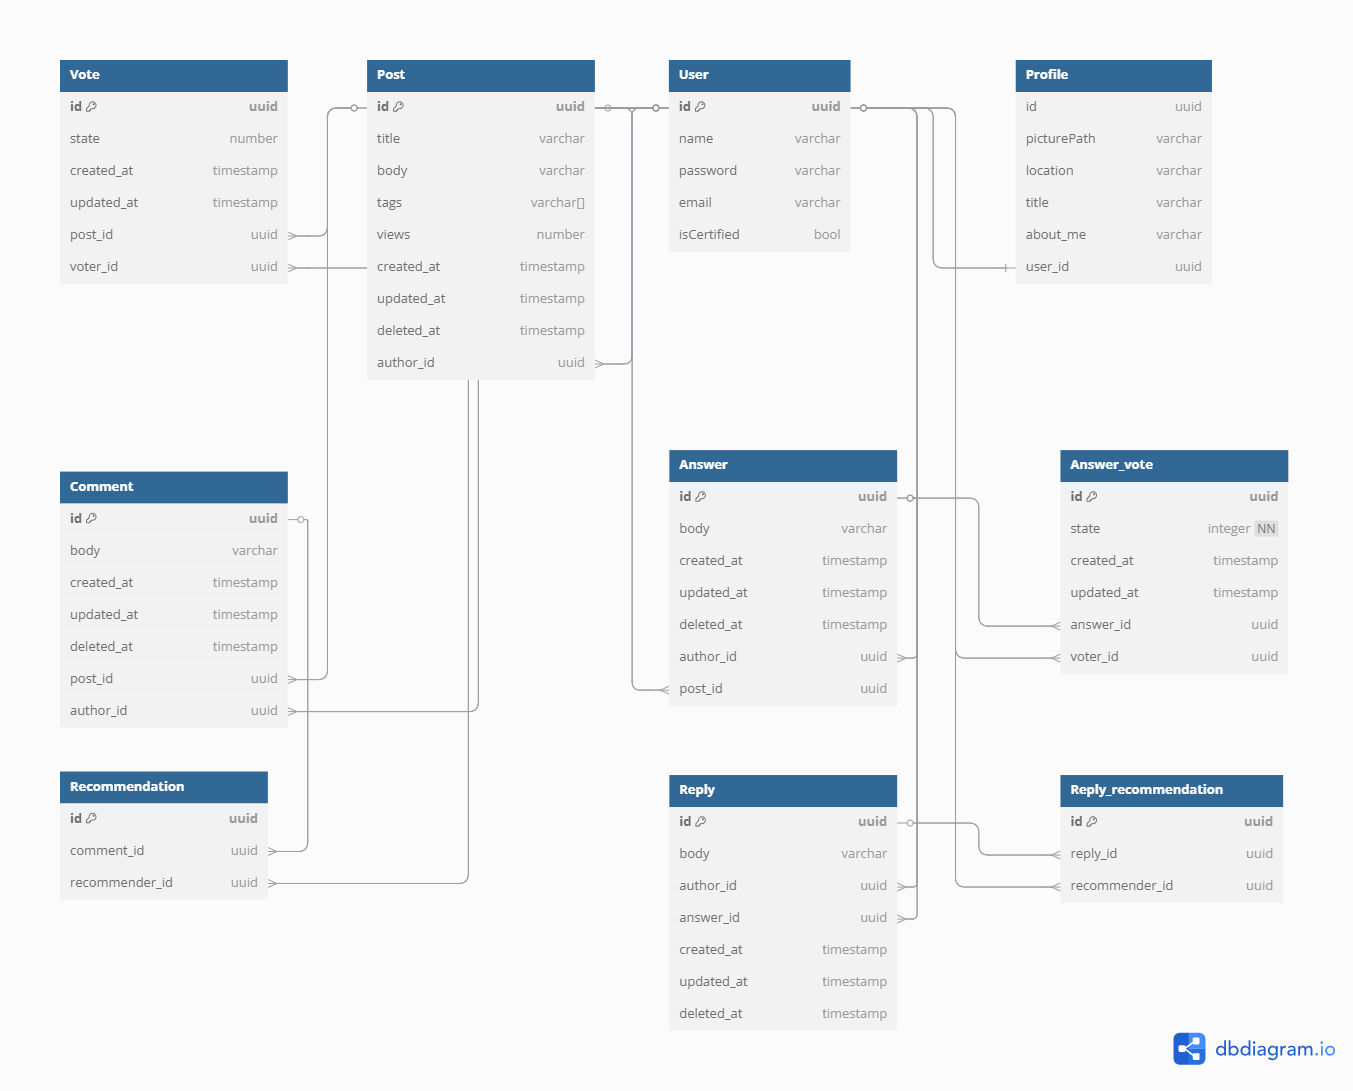 Vote
id uuid
state number
created_at timestamp
updated_at timestamp
post_id uuid
voter_id uuid
Post
id uuid
title varchar
body varchar
tags varchar[]
views number
created_at timestamp
updated_at timestamp
deleted_at timestamp
author_id uuid
User
id uuid
name varchar
password varchar
email varchar
isCertified bool
Profile
id uuid
picturePath varchar
location varchar
title varchar
about_me varchar
user_id uuid
Comment
id uuid
body varchar
created_at timestamp
updated_at timestamp
deleted_at timestamp
post_id uuid
author_id uuid
Answer
id uuid
body varchar
created_at timestamp
updated_at timestamp
deleted_at timestamp
author_id uuid
post_id uuid
Answer_vote
id uuid
state integer NN
created_at timestamp
updated_at timestamp
answer_id uuid
voter_id uuid
Recommendation
id uuid
comment_id uuid
recommender_id uuid
Reply
id uuid
body varchar
author_id uuid
answer_id uuid
created_at timestamp
updated_at timestamp
deleted_at timestamp
Reply_recommendation
id uuid
reply_id uuid
recommender_id uuid
dbdiagram.io